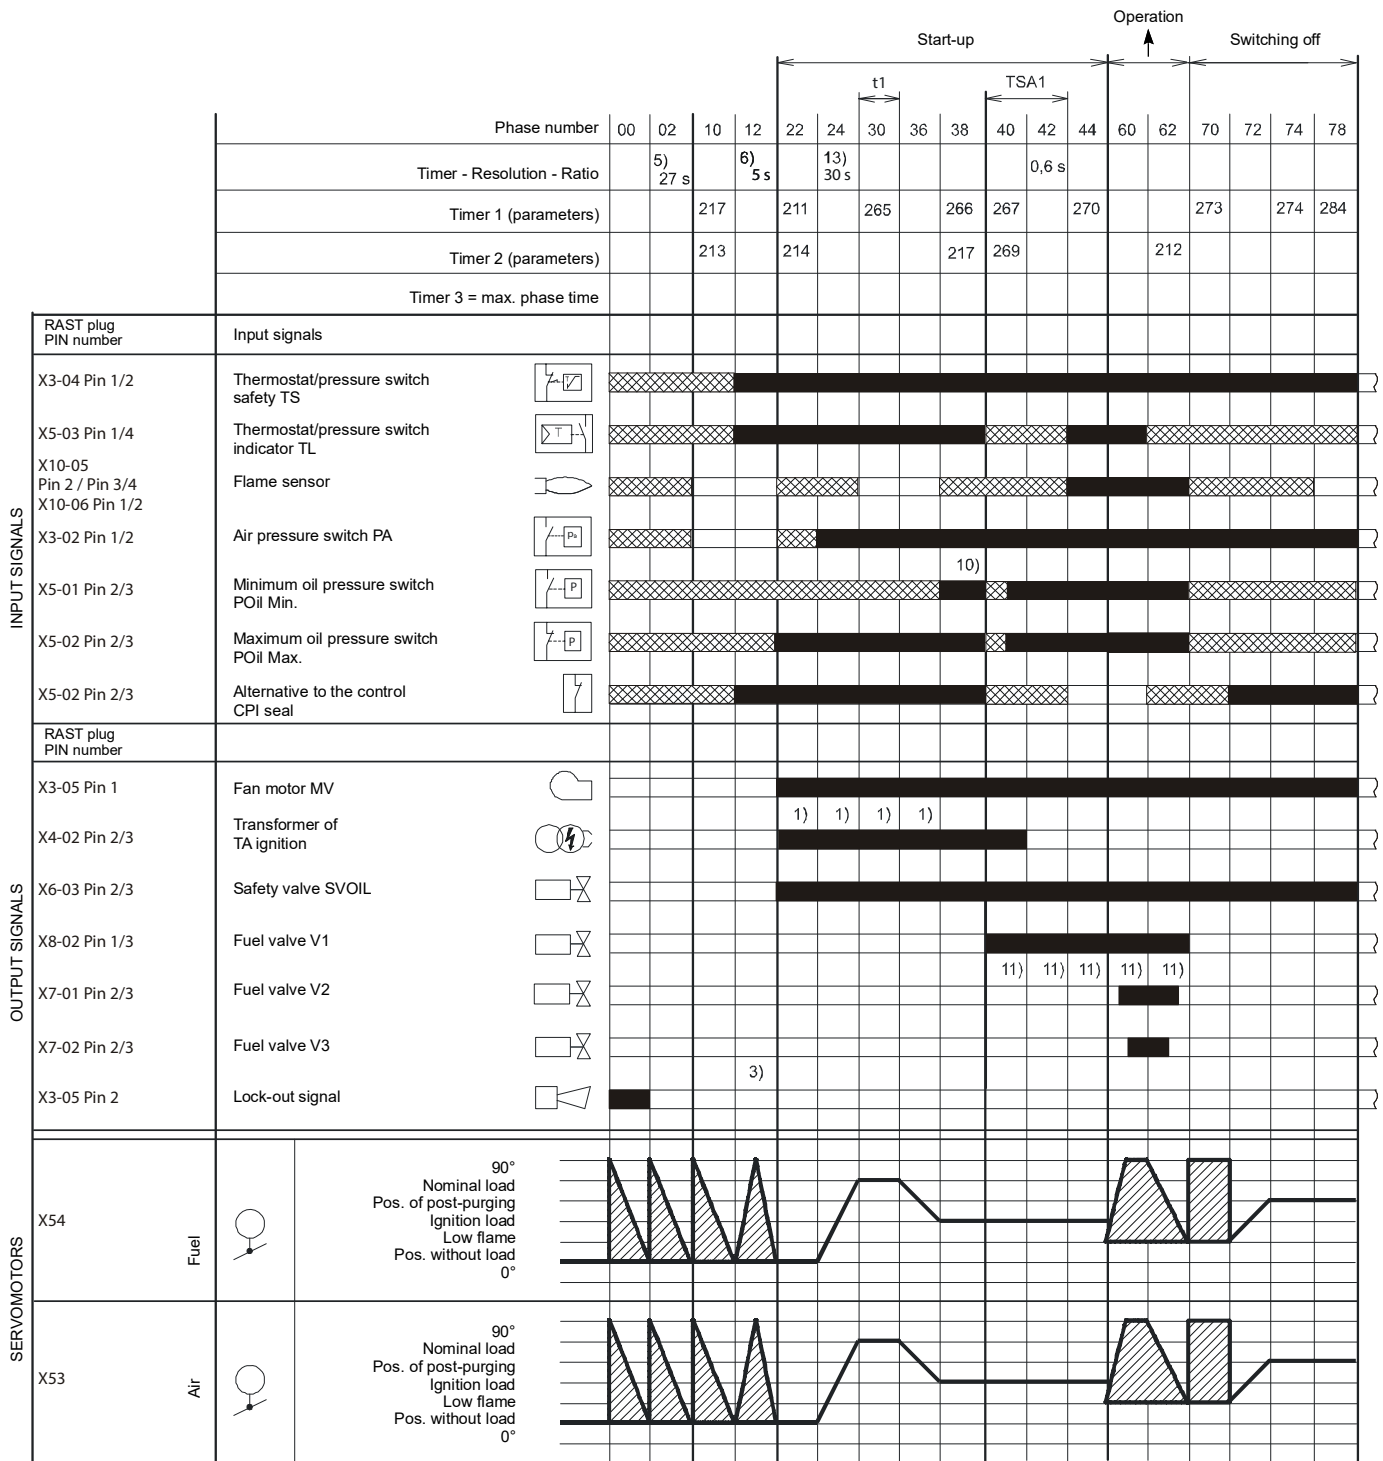 Operation
Start-up
Switching off
t1
TSA1
Phase number 00 02 10 12 22 24 30 36 38 40 42 44 60 62 70 72 74 78
Timer - Resolution - Ratio 5) 27 s 6) 5 s 13) 30 s 0,6 s
Timer 1 (parameters) 217 211 265 266 267 270 273 274 284
Timer 2 (parameters) 213 214 217 269 212
Timer 3 = max. phase time
RAST plug
PIN number
Input signals
INPUT SIGNALS
X3-04 Pin 1/2
Thermostat/pressure switch
safety TS
X5-03 Pin 1/4
Thermostat/pressure switch
indicator TL
T
X10-05
Pin 2 / Pin 3/4
X10-06 Pin 1/2
Flame sensor
X3-02 Pin 1/2
Air pressure switch PA
Pa
10)
X5-01 Pin 2/3
Minimum oil pressure switch
POil Min.
P
X5-02 Pin 2/3
Maximum oil pressure switch
POil Max.
P
X5-02 Pin 2/3
Alternative to the control
CPI seal
RAST plug
PIN number
OUTPUT SIGNALS
X3-05 Pin 1
Fan motor MV
1) 1) 1) 1)
X4-02 Pin 2/3
Transformer of
TA ignition
X6-03 Pin 2/3
Safety valve SVOIL
X8-02 Pin 1/3
Fuel valve V1
11) 11) 11) 11) 11)
X7-01 Pin 2/3
Fuel valve V2
X7-02 Pin 2/3
Fuel valve V3
3)
X3-05 Pin 2
Lock-out signal
SERVOMOTORS
X54
Fuel
90°
Nominal load
Pos. of post-purging
Ignition load
Low flame
Pos. without load
0°
X53
Air
90°
Nominal load
Pos. of post-purging
Ignition load
Low flame
Pos. without load
0°